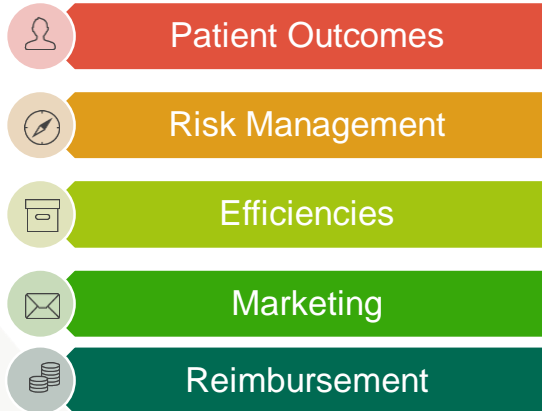 Patient Outcomes
Risk Management
Efficiencies
Marketing
Reimbursement